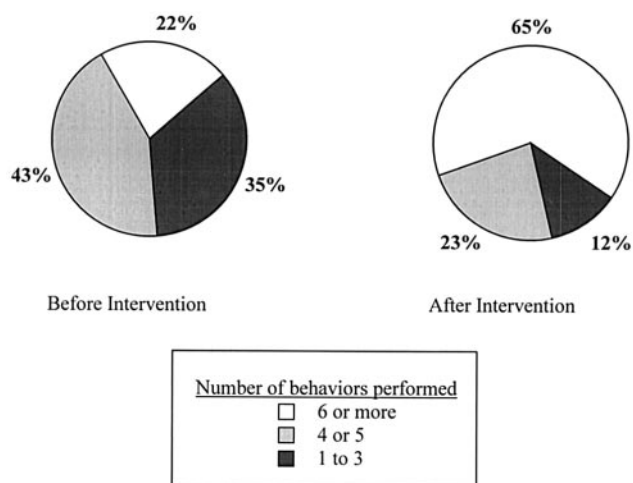 22%
43%
35%
Before Intervention
65%
23%
12%
After Intervention
Number of behaviors performed
6 or more
4 or 5
1 to 3